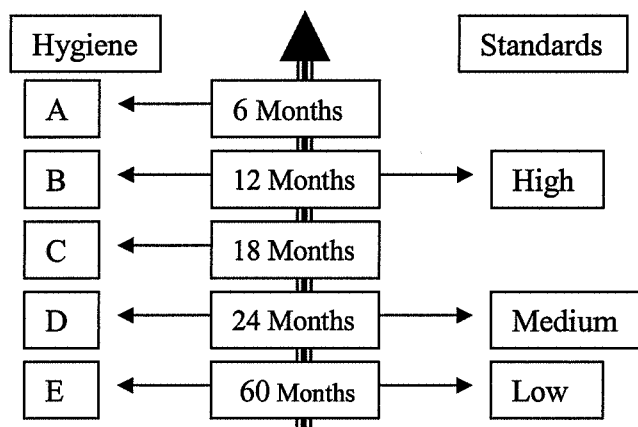 Hygiene Standards
A 6 Months
B 12 Months High
C 18 Months
D 24 Months Medium
E 60 Months Low